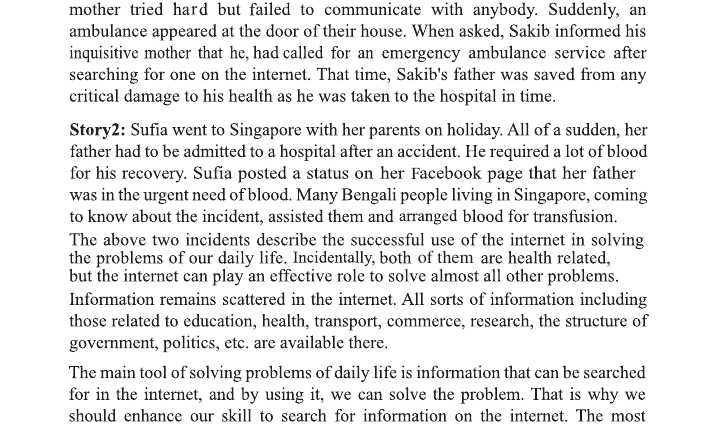 mother tried hard but failed to communicate with anybody. Suddenly, an
ambulance appeared at the door of their house. When asked, Sakib informed his
inquisitive mother that he, had called for an emergency ambulance service after
searching for one on the internet. That time, Sakib's father was saved from any
critical damage to his health as he was taken to the hospital in time.
Story2: Sufia went to Singapore with her parents on holiday. All of a sudden, her
father had to be admitted to a hospital after an accident. He required a lot of blood
for his recovery. Sufia posted a status on her Facebook page that her father
was in the urgent need of blood. Many Bengali people living in Singapore, coming
to know about the incident, assisted them and arranged blood for transfusion.
The above two incidents describe the successful use of the internet in solving
the problems of our daily life. Incidentally, both of them are health related,
but the internet can play an effective role to solve almost all other problems.
Information remains scattered in the internet. All sorts of information including
those related to education, health, transport, commerce, research, the structure of
government, politics, etc. are available there.
The main tool of solving problems of daily life is information that can be searched
for in the internet, and by using it, we can solve the problem. That is why we
should enhance our skill to search for information on the internet. The most